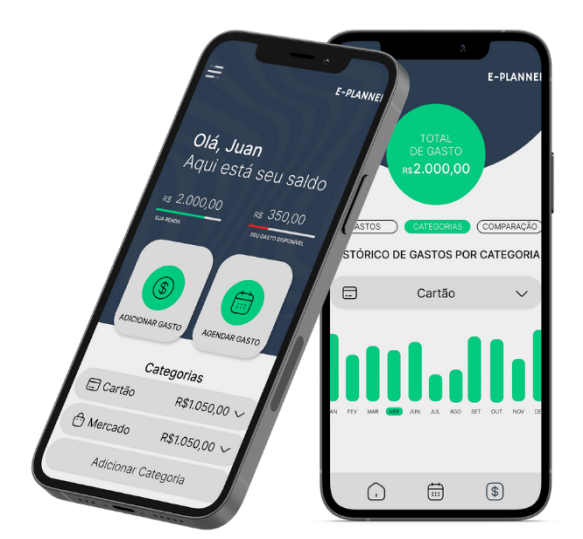 E-PLANNE
Olá, Juan
Aqui está seu saldo
R$ 2.000,00
SUA RENDA
R$ 350,00
SEU GASTO DISPONÍVEL
ADICIONAR GASTO
AGENDAR GASTO
Categorias
Cartão
R$1.050,00
Mercado
R$1.050,00
Adicionar Categoria
E-PLANNE
TOTAL
DE GASTO
R$2.000,00
ASTOS
CATEGORIAS
COMPARAÇÃO
STÓRICO DE GASTOS POR CATEGORIA
Cartão
AN FEV MAR ABR JUN JUL AGO SET OUT NOV DE